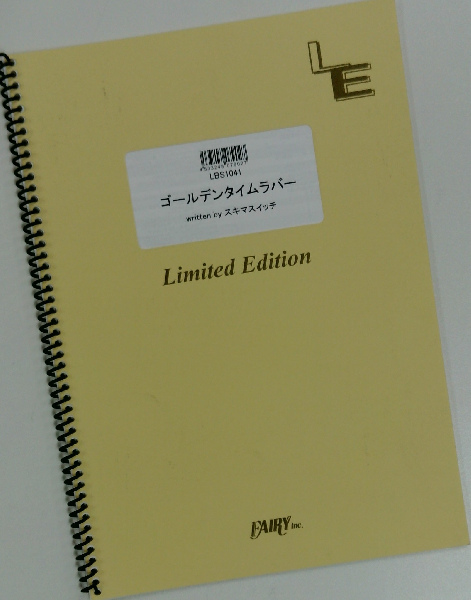 LE
LBS1041
ゴールデンタイムラバー
written by スキマスイッチ
Limited Edition
FAIRY inc.